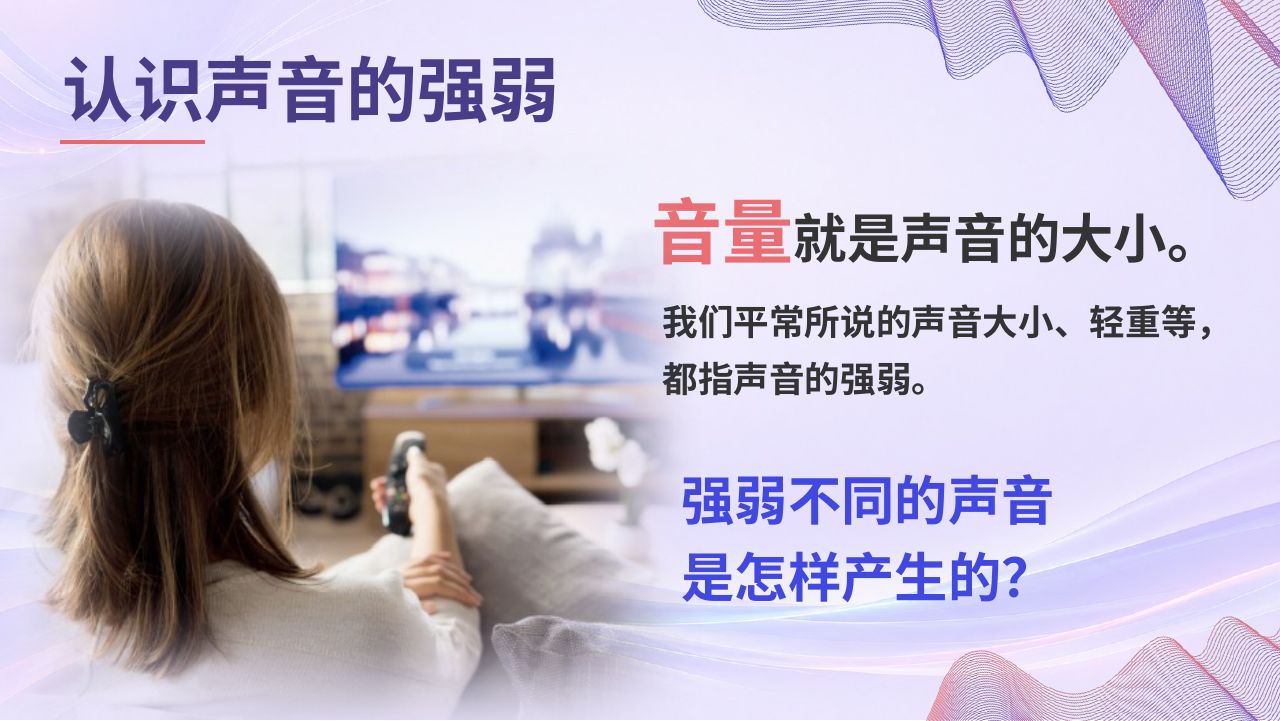 认识声音的强弱
音量就是声音的大小。
我们平常所说的声音大小、轻重等，
都指声音的强弱。
强弱不同的声音
是怎样产生的？